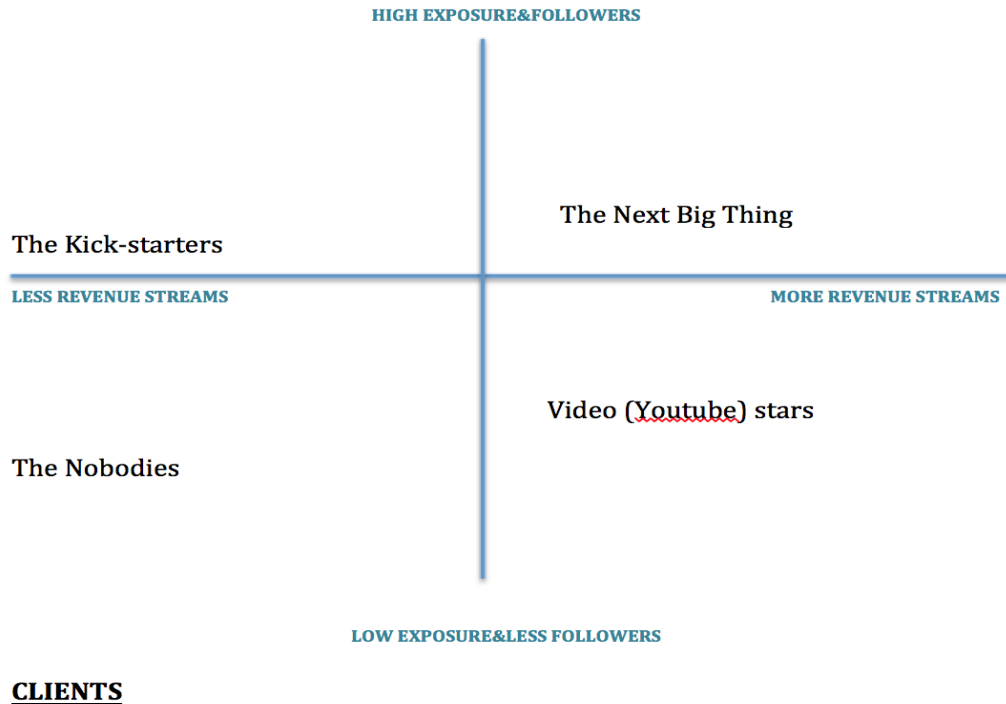 HIGH EXPOSURE&FOLLOWERS
The Next Big Thing
The Kick-starters
LESS REVENUE STREAMS
MORE REVENUE STREAMS
Video (Youtube) stars
The Nobodies
LOW EXPOSURE&LESS FOLLOWERS
CLIENTS